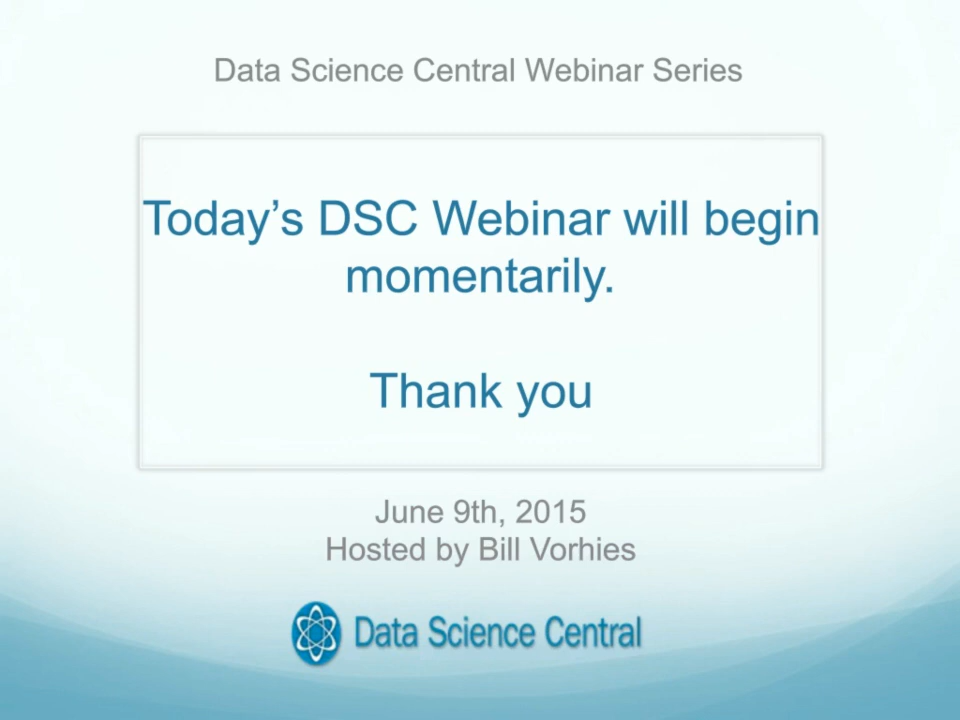 Data Science Central Webinar Series
Today’s DSC Webinar will begin
momentarily.
Thank you
June 9th, 2015
Hosted by Bill Vorhies
Data Science Central